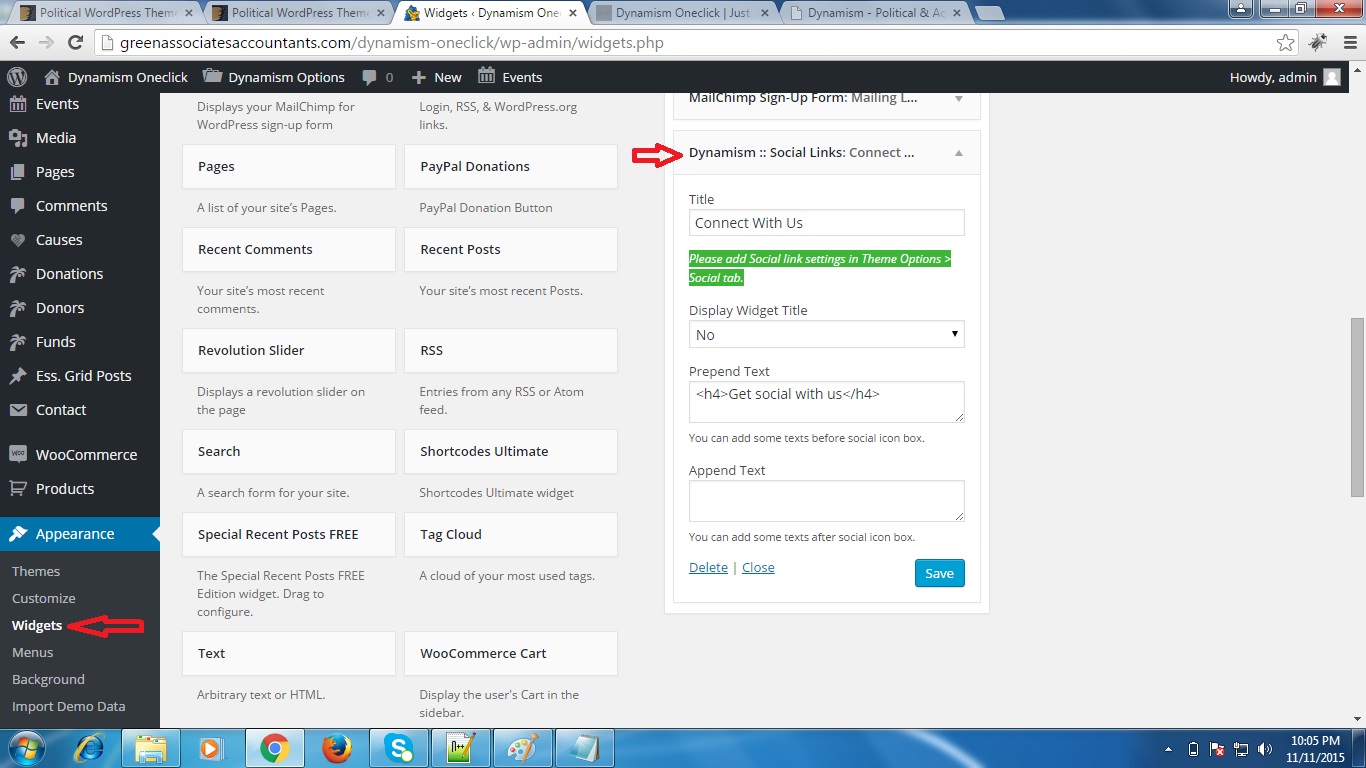 Political WordPress Theme
Political WordPress Theme
Widgets ‹ Dynamism One
Dynamism Oneclick | Just
Dynamism - Political & Ac
greenassociatesaccountants.com/dynamism-oneclick/wp-admin/widgets.php
Dynamism Oneclick
Dynamism Options
0
New
Events
Howdy, admin
Events
Media
Pages
Comments
Causes
Donations
Donors
Funds
Ess. Grid Posts
Contact
WooCommerce
Products
Appearance
Themes
Customize
Widgets
Menus
Background
Import Demo Data
Displays your MailChimp for
WordPress sign-up form
Pages
A list of your site's Pages.
Recent Comments
Your site's most recent
comments.
Revolution Slider
Displays a revolution slider on
the page
Search
A search form for your site.
Special Recent Posts FREE
The Special Recent Posts FREE
Edition widget. Drag to
configure.
Text
Arbitrary text or HTML.
Login, RSS, & WordPress.org
links.
PayPal Donations
PayPal Donation Button
Recent Posts
Your site's most recent Posts.
RSS
Entries from any RSS or Atom
feed.
Shortcodes Ultimate
Shortcodes Ultimate widget
Tag Cloud
A cloud of your most used tags.
WooCommerce Cart
Display the user's Cart in the
sidebar.
MailChimp Sign-Up Form: Mailing L...
Dynamism :: Social Links: Connect ...
Title
Connect With Us
Please add Social link settings in Theme Options >
Social tab.
Display Widget Title
No
Prepend Text
<h4>Get social with us</h4>
You can add some texts before social icon box.
Append Text
You can add some texts after social icon box.
Delete | Close
Save
10:05 PM
11/11/2015